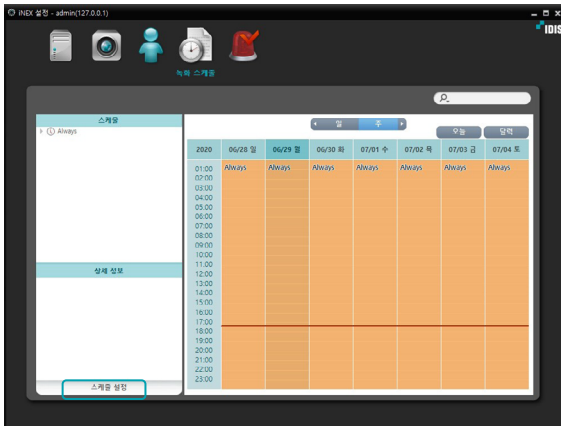 iNEX 설정 - admin(127.0.0.1)
IDIS
녹화 스케줄
스케줄
Always
일 주
오늘 달력
2020 06/28 일 06/29 월 06/30 화 07/01 수 07/02 목 07/03 금 07/04 토
Always Always Always Always Always Always Always
01:00
02:00
03:00
04:00
05:00
06:00
07:00
08:00
09:00
10:00
11:00
12:00
13:00
14:00
15:00
16:00
17:00
18:00
19:00
20:00
21:00
22:00
23:00
상세 정보
스케줄 설정